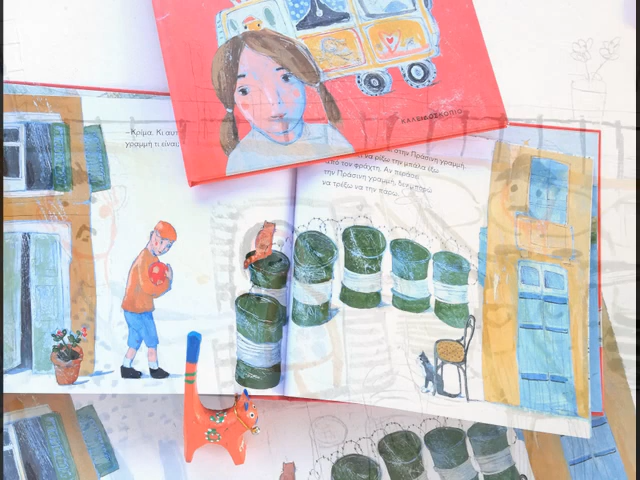 ΚΑΛΕΙΔΟΣΚΟΠΙΟ
–Κρίμα. Κι αυτ
γραμμή τι είναι
στην Πράσινη γραμμή.
να ρίξω την μπάλα έξω
από τον φράχτη. Αν περάσει
την Πράσινη γραμμή, δεν μπορώ
να τρέξω να την πάρω.